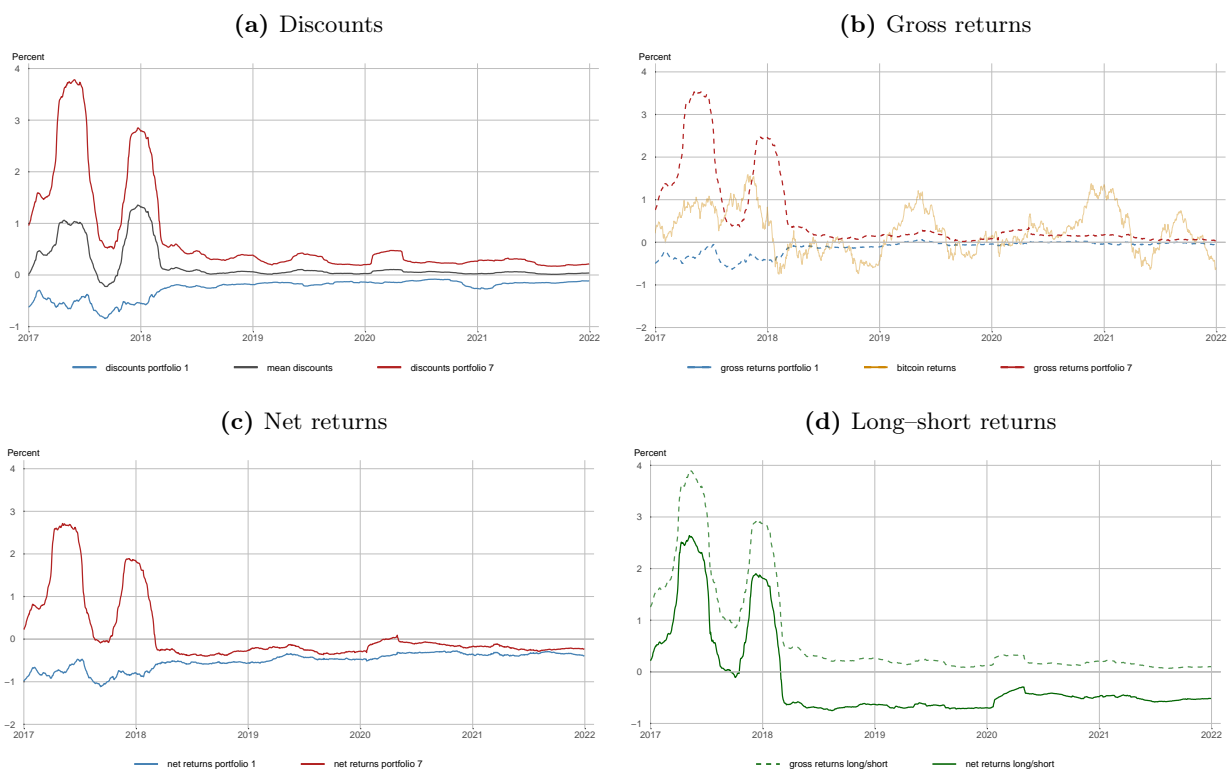 (a) Discounts
Percent
4
3
2
1
0
−1
2017 2018 2019 2020 2021 2022
discounts portfolio 1 mean discounts discounts portfolio 7
(b) Gross returns
Percent
4
3
2
1
0
−1
−2
2017 2018 2019 2020 2021 2022
gross returns portfolio 1 bitcoin returns gross returns portfolio 7
(c) Net returns
Percent
4
3
2
1
0
−1
−2
2017 2018 2019 2020 2021 2022
net returns portfolio 1 net returns portfolio 7
(d) Long–short returns
Percent
4
3
2
1
0
−1
2017 2018 2019 2020 2021 2022
gross returns long/short net returns long/short